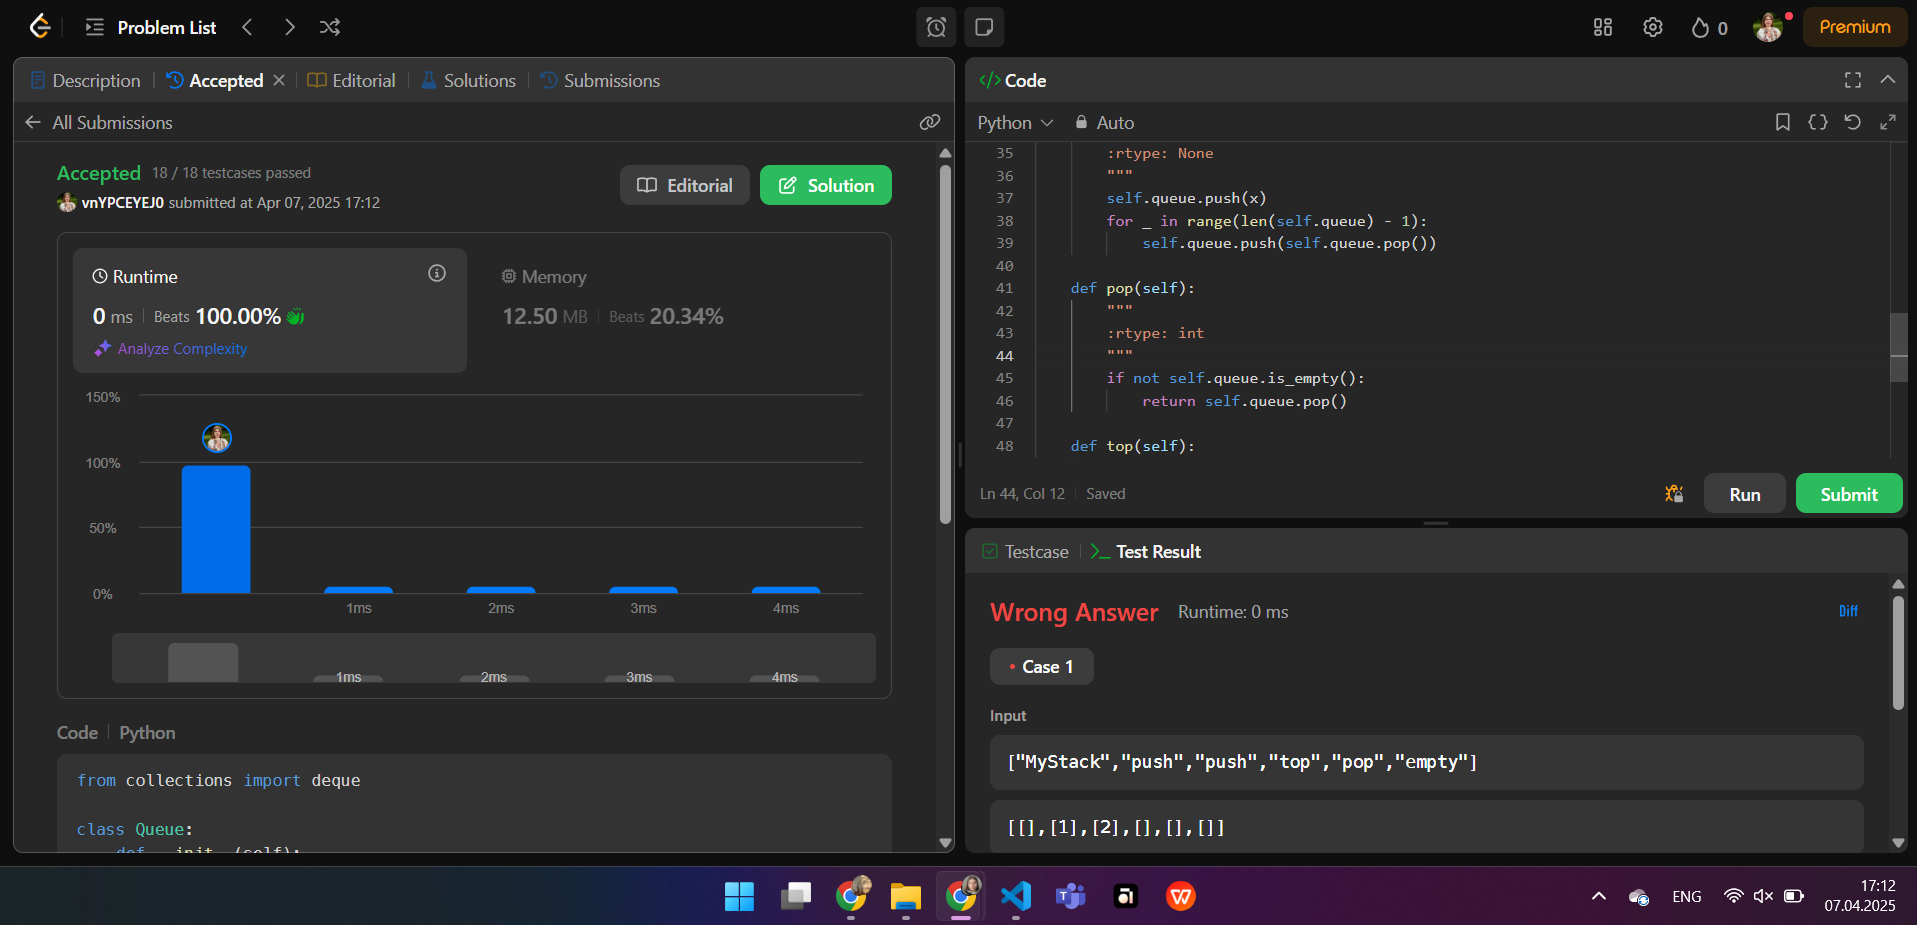 Problem List
0
Premium
Description
Accepted
Editorial
Solutions
Submissions
All Submissions
Accepted 18 / 18 testcases passed
vnYPCEYEJ0 submitted at Apr 07, 2025 17:12
Editorial
Solution
Runtime
0 ms Beats 100.00%
Analyze Complexity
Memory
12.50 MB Beats 20.34%
150%
100%
50%
0%
1ms 2ms 3ms 4ms
1ms 2ms 3ms 4ms
Code Python
from collections import deque
class Queue:
def __init__(self):
</> Code
Python Auto
35 :rtype: None
36 """
37 self.queue.push(x)
38 for _ in range(len(self.queue) - 1):
39 self.queue.push(self.queue.pop())
40
41 def pop(self):
42 """
43 :rtype: int
44 """
45 if not self.queue.is_empty():
46 return self.queue.pop()
47
48 def top(self):
Ln 44, Col 12 Saved
Run
Submit
Testcase
>_ Test Result
Wrong Answer Runtime: 0 ms
Diff
Case 1
Input
["MyStack","push","push","top","pop","empty"]
[[],[1],[2],[],[],[]]
ENG
17:12
07.04.2025